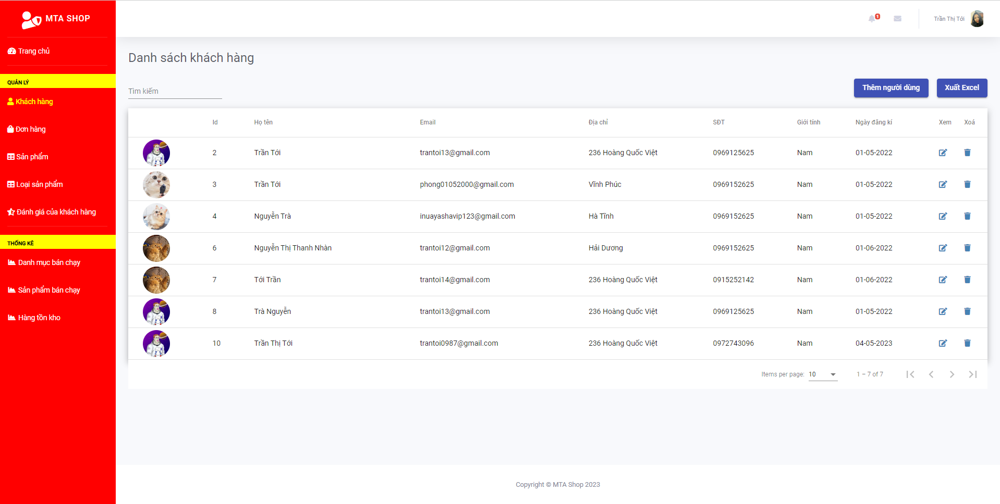 MTA SHOP
1
Trần Thị Tới
Trang chủ
QUẢN LÝ
Khách hàng
Đơn hàng
Sản phẩm
Loại sản phẩm
Đánh giá của khách hàng
THỐNG KÊ
Danh mục bán chạy
Sản phẩm bán chạy
Hàng tồn kho
Danh sách khách hàng
Tìm kiếm
Thêm người dùng
Xuất Excel
Id Họ tên Email Địa chỉ SĐT Giới tính Ngày đăng kí Xem Xoá
2 Trần Tới trantoi13@gmail.com 236 Hoàng Quốc Việt 0969125625 Nam 01-05-2022
3 Trần Tới phong01052000@gmail.com Vĩnh Phúc 0969152625 Nam 01-05-2022
4 Nguyễn Trà inuayashavip123@gmail.com Hà Tĩnh 0969152625 Nam 01-05-2022
6 Nguyễn Thị Thanh Nhàn trantoi12@gmail.com Hải Dương 0969152625 Nam 01-06-2022
7 Tới Trần trantoi14@gmail.com 236 Hoàng Quốc Việt 0915252142 Nam 01-06-2022
8 Trà Nguyễn trantoi13@gmail.com 236 Hoàng Quốc Việt 0969125625 Nam 01-05-2022
10 Trần Thị Tới trantoi0987@gmail.com 236 Hoàng Quốc Việt 0972743096 Nam 04-05-2023
Items per page: 10 1 – 7 of 7
Copyright © MTA Shop 2023